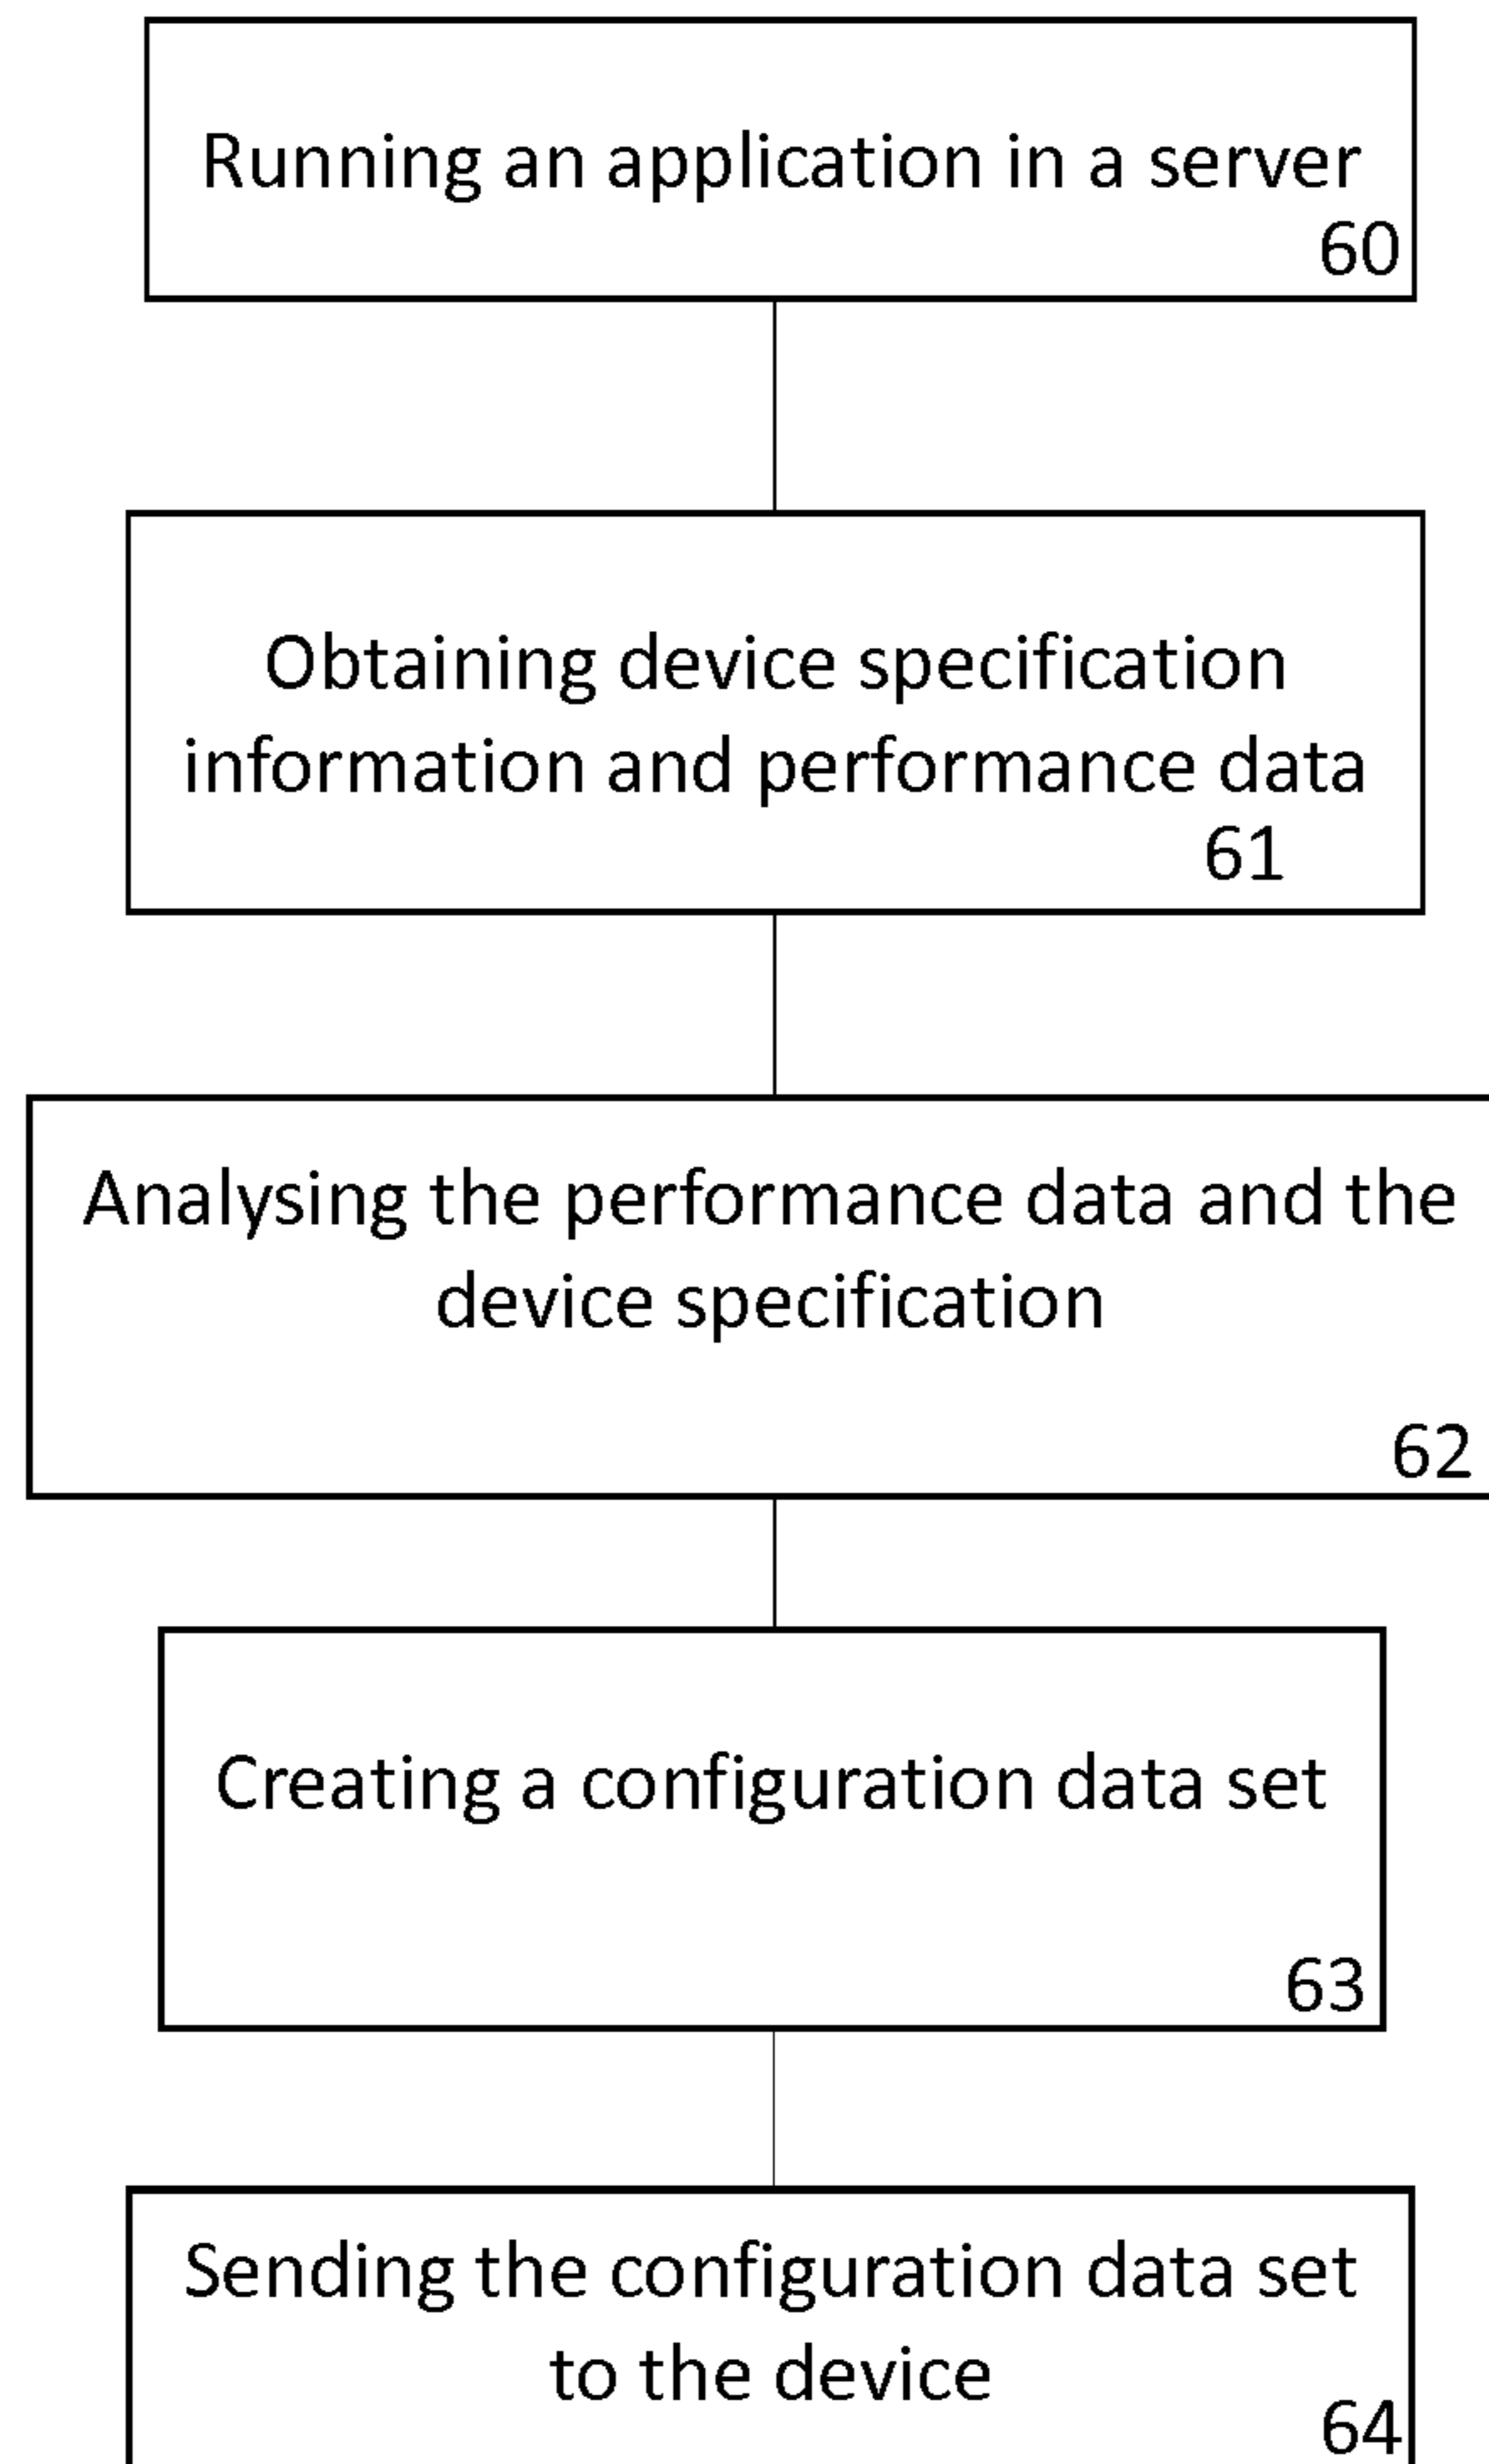 Running an application in a server
60
Obtaining device specification
information and performance data
61
Analysing the performance data and the
device specification
62
Creating a configuration data set
63
Sending the configuration data set
to the device
64